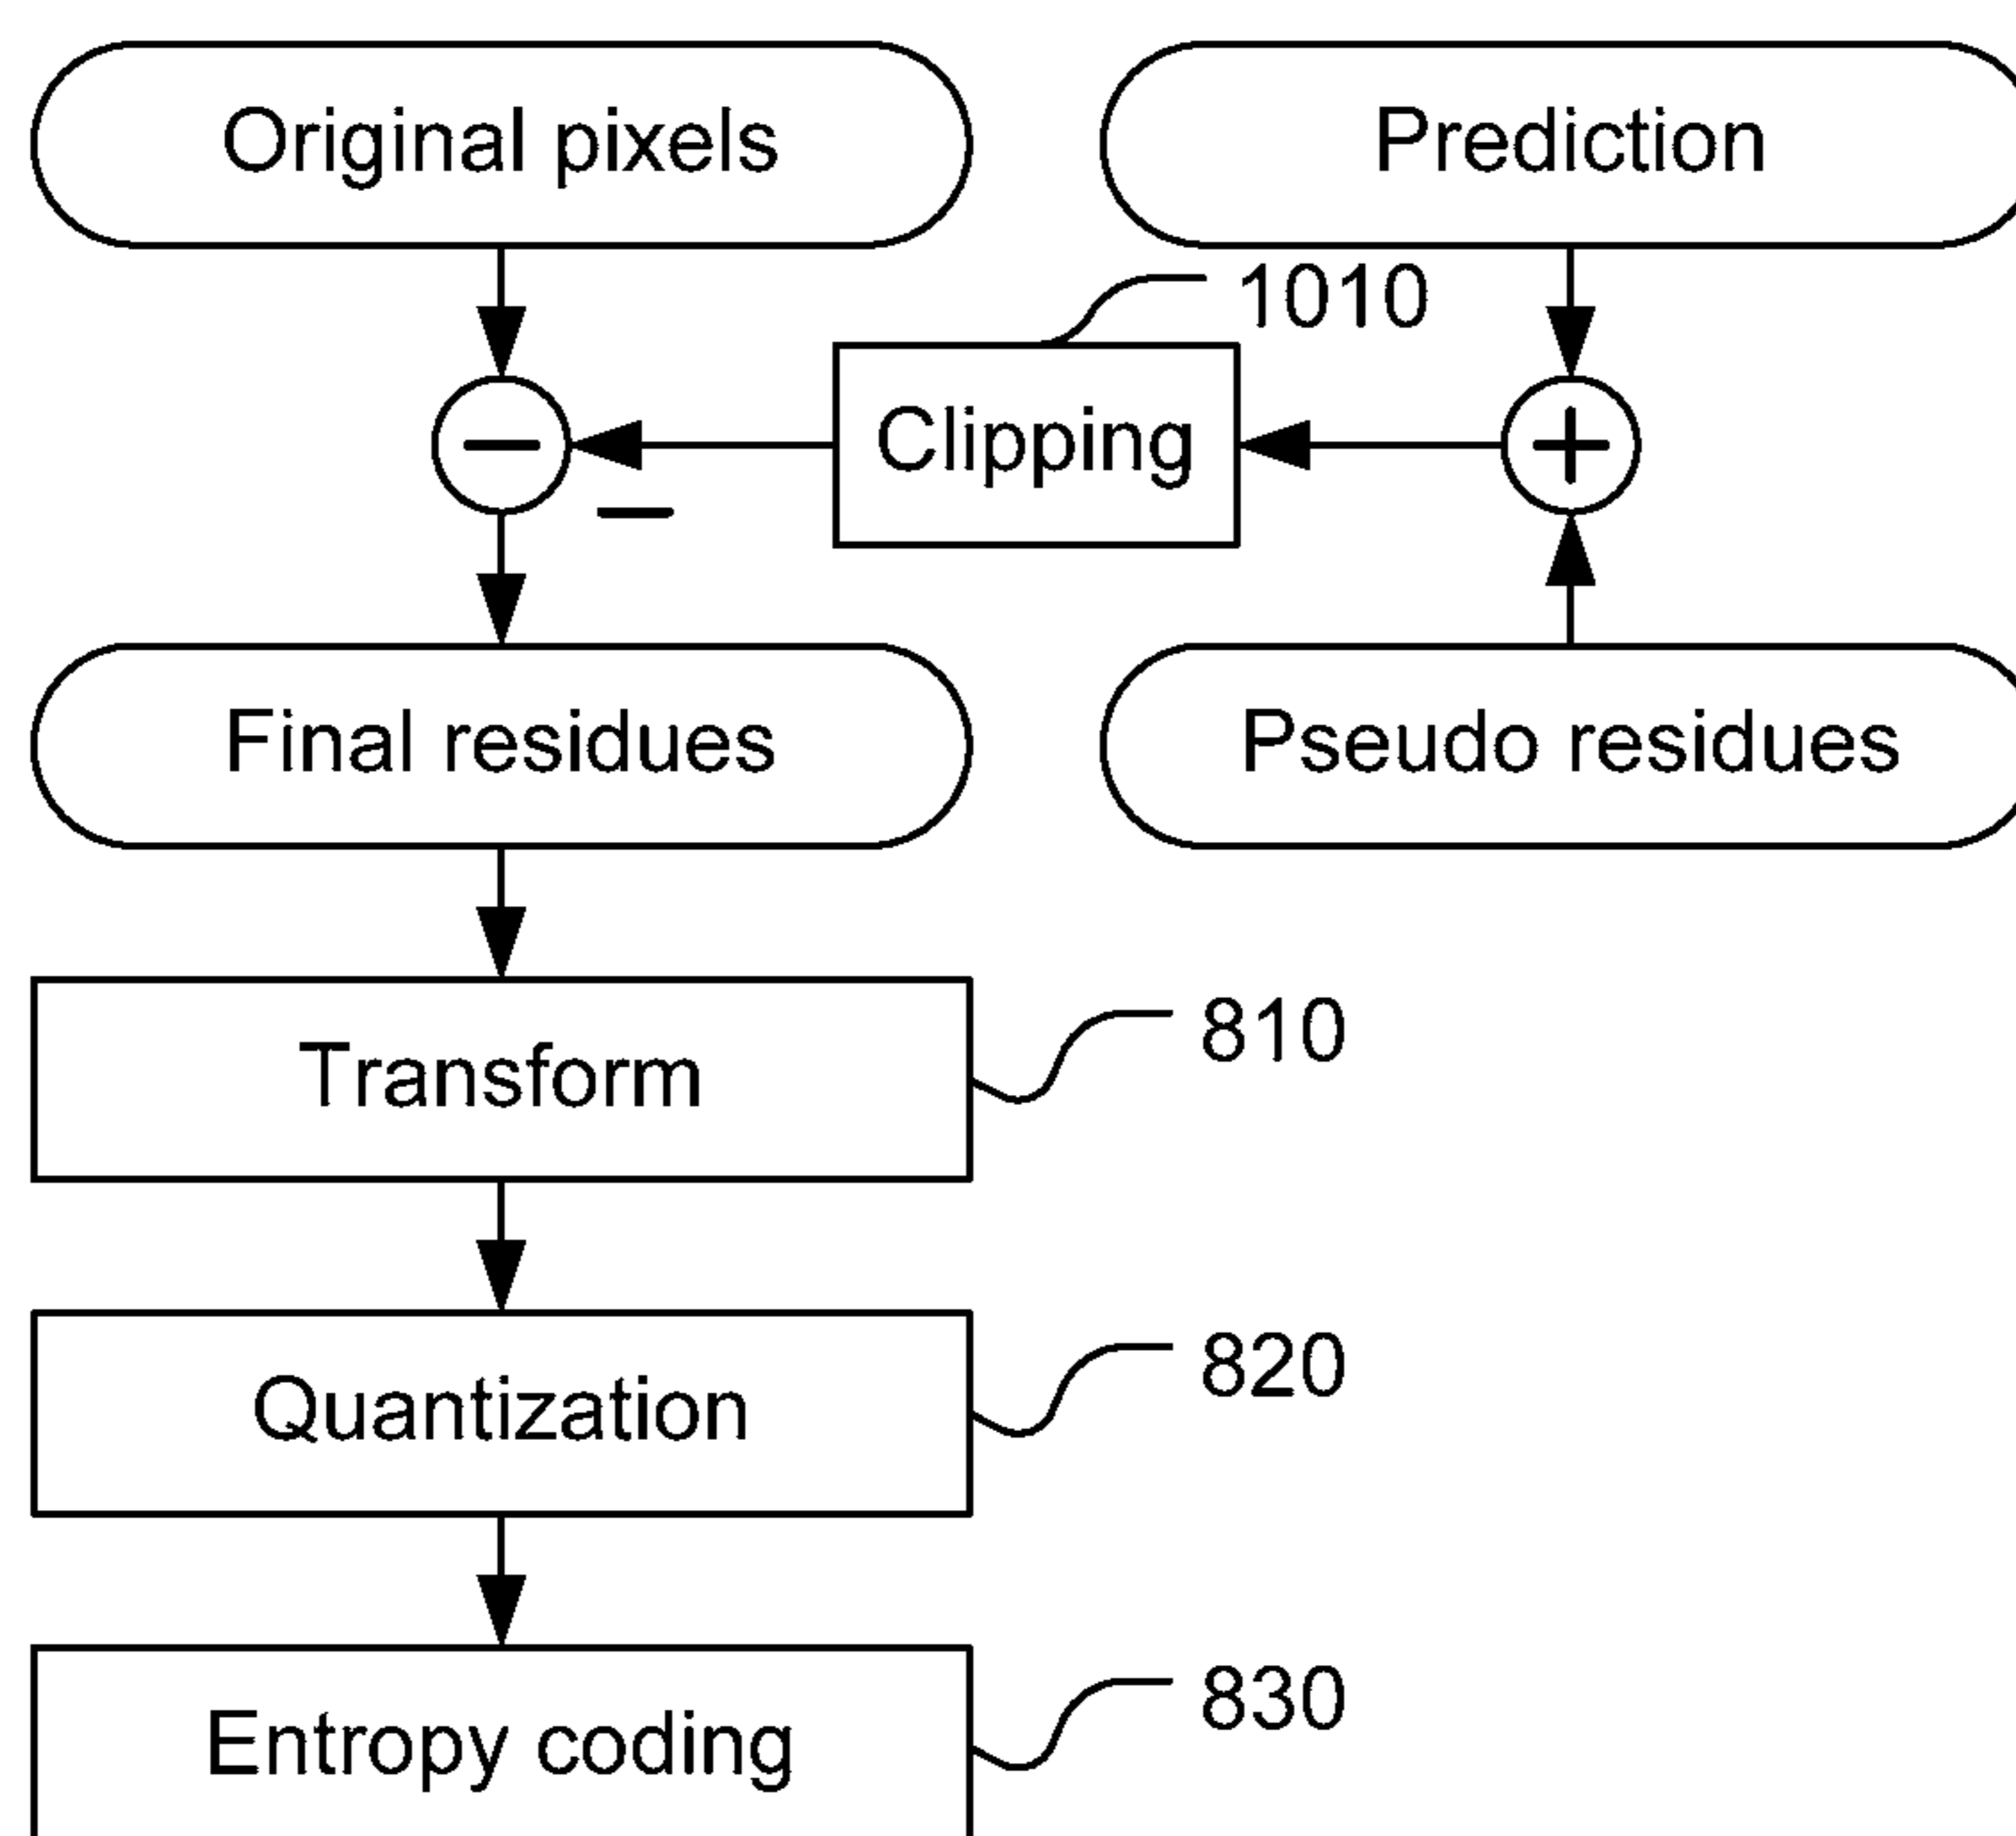 Original pixels
Prediction
1010
Clipping
Final residues
Pseudo residues
Transform
810
Quantization
820
Entropy coding
830